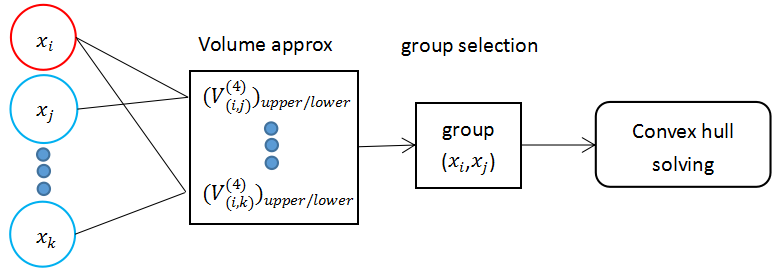 x_i
x_j
x_k
Volume approx
(V_{(i,j)}^{(4)})_{upper/lower}
(V_{(i,k)}^{(4)})_{upper/lower}
group selection
group
(x_i,x_j)
Convex hull
solving